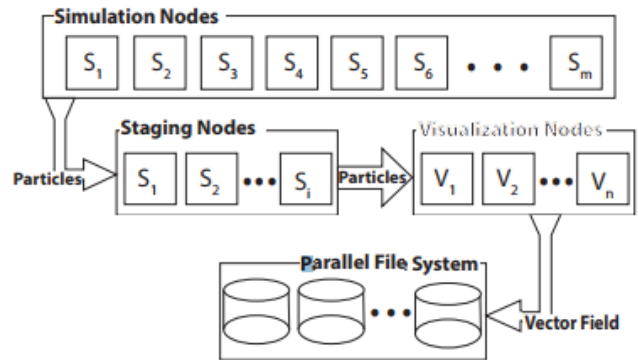 Simulation Nodes
S1 S2 S3 S4 S5 S6 • • • Sm
Staging Nodes
Visualization Nodes
Particles
S1 S2 ••• Si
Particles
V1 V2 ••• Vn
Parallel File System
•••
Vector Field